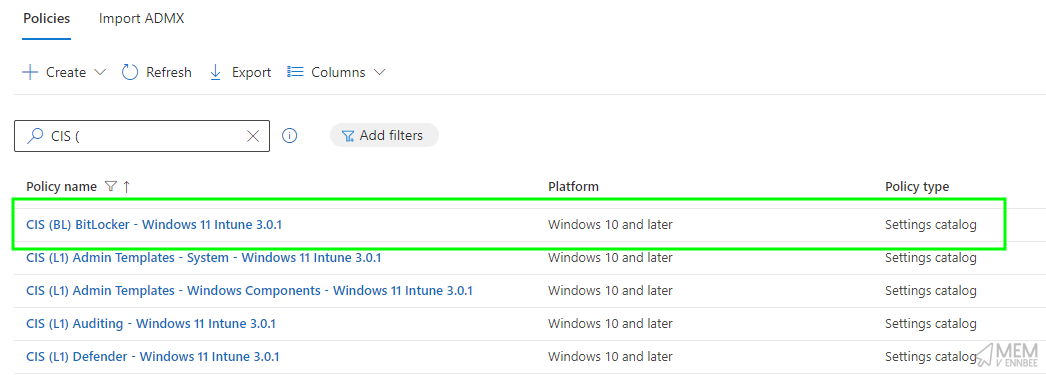 Policies Import ADMX
Create Refresh Export Columns
CIS ( Add filters
Policy name Platform Policy type
CIS (BL) BitLocker - Windows 11 Intune 3.0.1 Windows 10 and later Settings catalog
CIS (L1) Admin Templates - System - Windows 11 Intune 3.0.1 Windows 10 and later Settings catalog
CIS (L1) Admin Templates - Windows Components - Windows 11 Intune 3.0.1 Windows 10 and later Settings catalog
CIS (L1) Auditing - Windows 11 Intune 3.0.1 Windows 10 and later Settings catalog
CIS (L1) Defender - Windows 11 Intune 3.0.1 Windows 10 and later Settings catalog
MEM
V ENNBEE